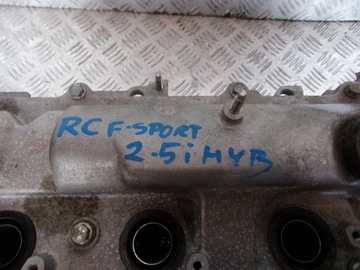 RC F-SPORT
2.5i HYB